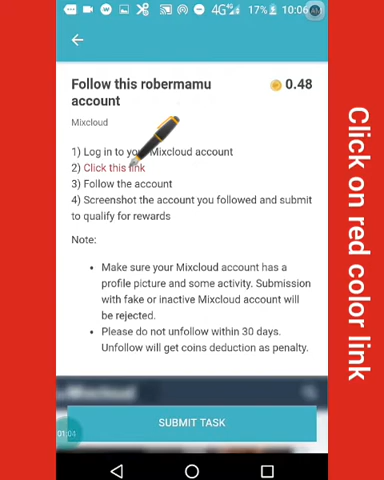 4G 17% 10:06
Follow this robermamu 0.48
account
Mixcloud
1) Log in to your Mixcloud account
2) Click this link
3) Follow the account
4) Screenshot the account you followed and submit
to qualify for rewards
Note:
• Make sure your Mixcloud account has a
profile picture and some activity. Submission
with fake or inactive Mixcloud account will
be rejected.
• Please do not unfollow within 30 days.
Unfollow will get coins deduction as penalty.
Mixcloud
SUBMIT TASK
01:04
Click on red color link